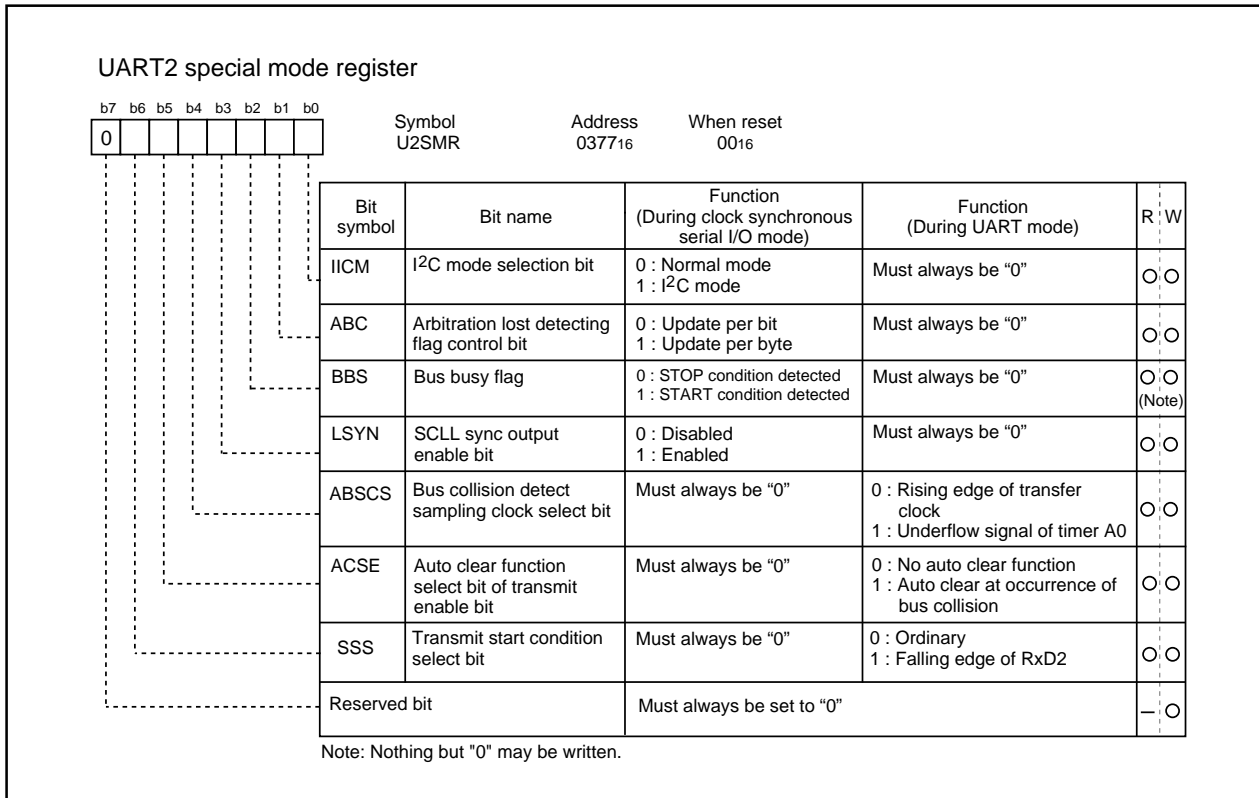 UART2 special mode register
b7 b6 b5 b4 b3 b2 b1 b0
Symbol Address When reset
0 U2SMR 037716 0016
Bit symbol Bit name Function (During clock synchronous serial I/O mode) Function (During UART mode) R W
IICM I2C mode selection bit 0 : Normal mode Must always be “0”
1 : I2C mode
ABC Arbitration lost detecting 0 : Update per bit Must always be “0”
flag control bit 1 : Update per byte
BBS Bus busy flag 0 : STOP condition detected Must always be “0”
1 : START condition detected (Note)
LSYN SCLL sync output 0 : Disabled Must always be “0”
enable bit 1 : Enabled
ABSCS Bus collision detect Must always be “0” 0 : Rising edge of transfer
sampling clock select bit clock
1 : Underflow signal of timer A0
ACSE Auto clear function Must always be “0” 0 : No auto clear function
select bit of transmit 1 : Auto clear at occurrence of
enable bit bus collision
SSS Transmit start condition Must always be “0” 0 : Ordinary
select bit 1 : Falling edge of RxD2
Reserved bit Must always be set to “0” –
Note: Nothing but "0" may be written.